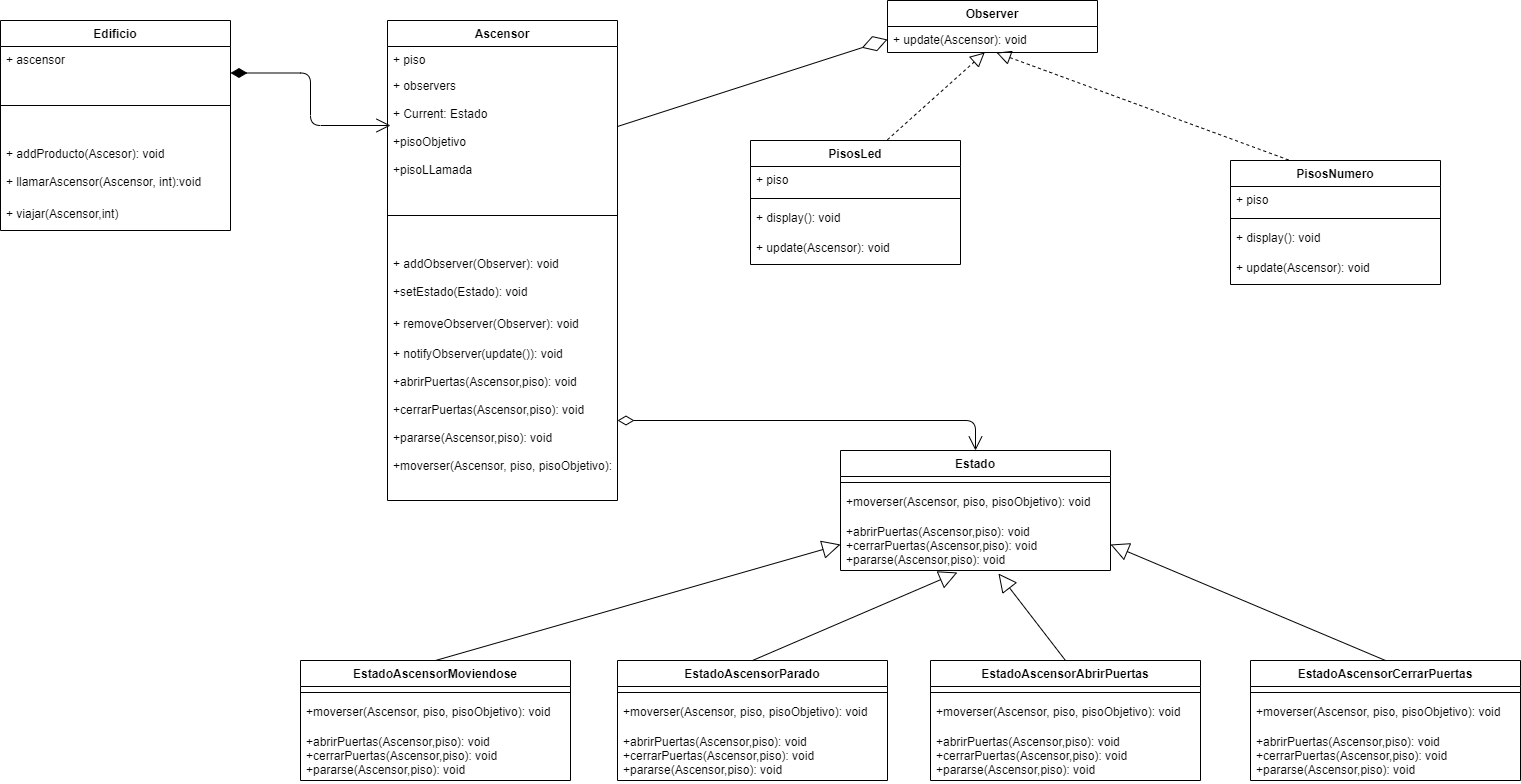 Edificio
+ ascensor
+ addProducto(Ascesor): void
+ llamarAscensor(Ascensor, int):void
+ viajar(Ascensor,int)
Ascensor
+ piso
+ observers
+ Current: Estado
+pisoObjetivo
+pisoLLamada
+ addObserver(Observer): void
+setEstado(Estado): void
+ removeObserver(Observer): void
+ notifyObserver(update()): void
+abrirPuertas(Ascensor,piso): void
+cerrarPuertas(Ascensor,piso): void
+pararse(Ascensor,piso): void
+moverser(Ascensor, piso, pisoObjetivo):
Observer
+ update(Ascensor): void
PisosLed
+ piso
+ display(): void
+ update(Ascensor): void
PisosNumero
+ piso
+ display(): void
+ update(Ascensor): void
Estado
+moverser(Ascensor, piso, pisoObjetivo): void
+abrirPuertas(Ascensor,piso): void
+cerrarPuertas(Ascensor,piso): void
+pararse(Ascensor,piso): void
EstadoAscensorMoviendose
+moverser(Ascensor, piso, pisoObjetivo): void
+abrirPuertas(Ascensor,piso): void
+cerrarPuertas(Ascensor,piso): void
+pararse(Ascensor,piso): void
EstadoAscensorParado
+moverser(Ascensor, piso, pisoObjetivo): void
+abrirPuertas(Ascensor,piso): void
+cerrarPuertas(Ascensor,piso): void
+pararse(Ascensor,piso): void
EstadoAscensorAbrirPuertas
+moverser(Ascensor, piso, pisoObjetivo): void
+abrirPuertas(Ascensor,piso): void
+cerrarPuertas(Ascensor,piso): void
+pararse(Ascensor,piso): void
EstadoAscensorCerrarPuertas
+moverser(Ascensor, piso, pisoObjetivo): void
+abrirPuertas(Ascensor,piso): void
+cerrarPuertas(Ascensor,piso): void
+pararse(Ascensor,piso): void